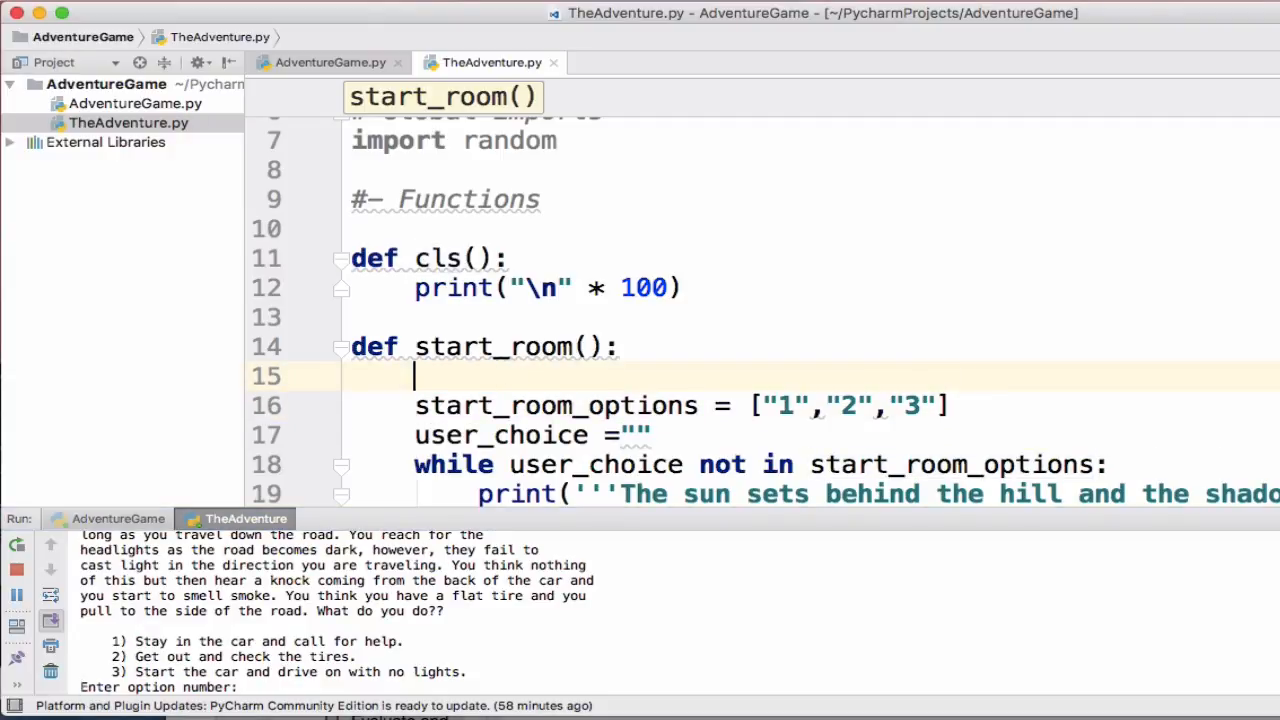 TheAdventure.py - AdventureGame - [~/PycharmProjects/AdventureGame]
AdventureGame
TheAdventure.py
Project
AdventureGame.py
TheAdventure.py
AdventureGame ~/Pycharm
AdventureGame.py
TheAdventure.py
External Libraries
start_room()
6 # Global Imports
7 import random
8
9 #- Functions
10
11 def cls():
12 print("\n" * 100)
13
14 def start_room():
15
16 start_room_options = ["1","2","3"]
17 user_choice =""
18 while user_choice not in start_room_options:
19 print('''The sun sets behind the hill and the shado
Run: AdventureGame TheAdventure
long as you travel down the road. You reach for the
headlights as the road becomes dark, however, they fail to
cast light in the direction you are traveling. You think nothing
of this but then hear a knock coming from the back of the car and
you start to smell smoke. You think you have a flat tire and you
pull to the side of the road. What do you do??
1) Stay in the car and call for help.
2) Get out and check the tires.
3) Start the car and drive on with no lights.
Enter option number:
Platform and Plugin Updates: PyCharm Community Edition is ready to update. (58 minutes ago)